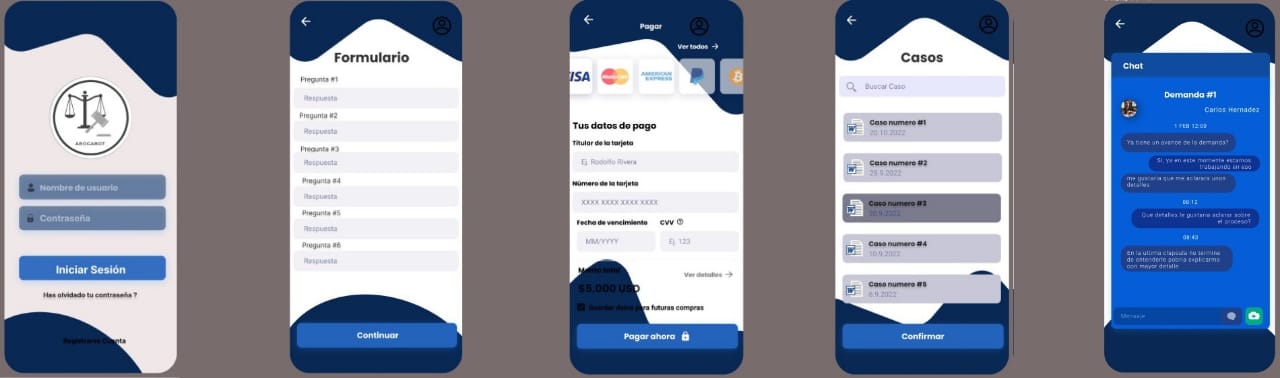 ABOGABOT
Nombre de usuario
Contraseña
Iniciar Sesión
Has olvidado tu contraseña ?
Registrarse Cuenta
Formulario
Pregunta #1
Respuesta
Pregunta #2
Respuesta
Pregunta #3
Respuesta
Pregunta #4
Respuesta
Pregunta #5
Respuesta
Pregunta #6
Respuesta
Continuar
Pagar
Ver todos →
VISA
MasterCard
AMERICAN EXPRESS
Tus datos de pago
Titular de la tarjeta
Ej. Rodolfo Rivera
Número de la tarjeta
XXXX XXXX XXXX XXXX
Fecha de vencimiento
CVV
MM/YYYY
Ej. 123
Monto total
Ver detalles →
$5.000 USD
Guardar datos para futuras compras
Pagar ahora
Casos
Buscar Caso
Caso numero #1
20.10.2022
Caso numero #2
29.9.2022
Caso numero #3
20.9.2022
Caso numero #4
10.9.2022
Caso numero #5
6.9.2022
Confirmar
Chat
Demanda #1
Carlos Hernadez
1 FEB 12:09
Ya tiene un avance de la demanda?
Si, ya en este momento estamos
trabajando en eso
me gustaria que me aclarara unos
detalles
08:12
Que detalles le gustaria aclarar sobre
el proceso?
08:43
En la ultima clapsula no termine
de entenderle podria explicarme
con mayor detalle
Mensaje